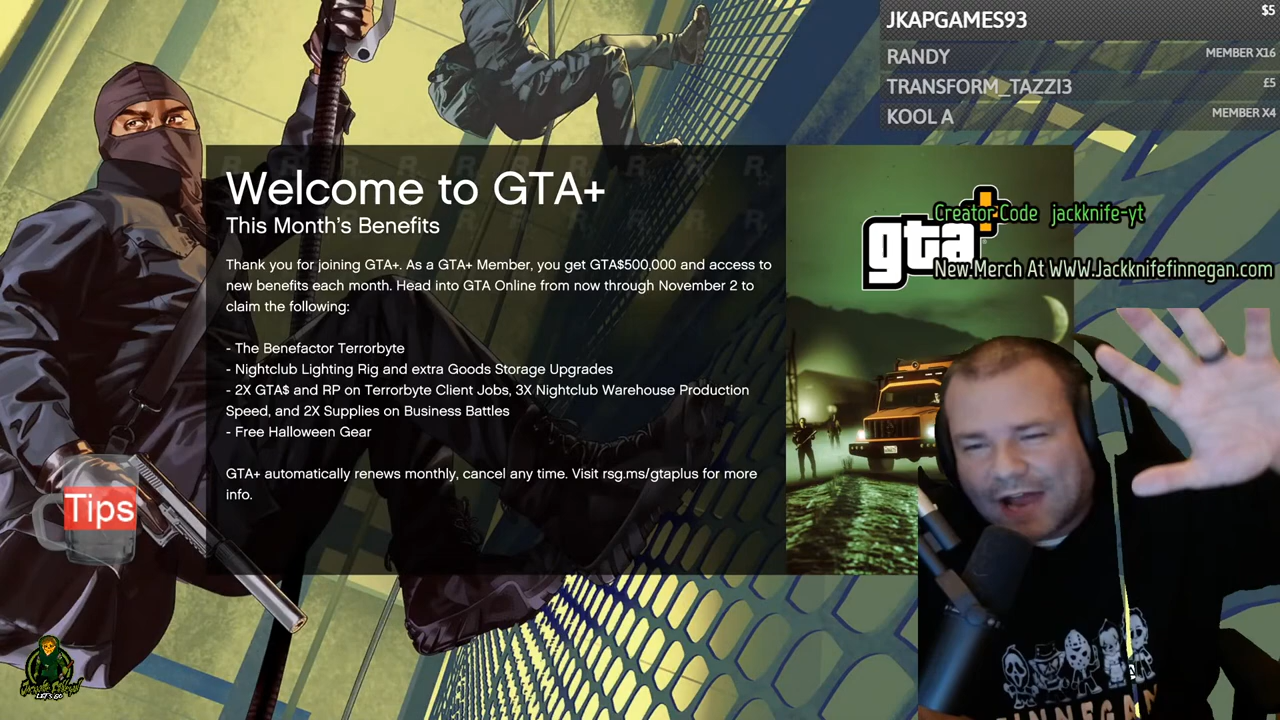 JKAPGAMES93 $5
RANDY MEMBER X16
TRANSFORM_TAZZI3 £5
KOOL A MEMBER X4
Welcome to GTA+
This Month's Benefits
Thank you for joining GTA+. As a GTA+ Member, you get GTA$500,000 and access to
new benefits each month. Head into GTA Online from now through November 2 to
claim the following:
- The Benefactor Terrorbyte
- Nightclub Lighting Rig and extra Goods Storage Upgrades
- 2X GTA$ and RP on Terrorbyte Client Jobs, 3X Nightclub Warehouse Production
Speed, and 2X Supplies on Business Battles
- Free Halloween Gear
GTA+ automatically renews monthly, cancel any time. Visit rsg.ms/gtaplus for more
info.
gta+
Creator Code jackknife-yt
New Merch At WWW.Jackknifefinnegan.com
Tips
LET'S GO